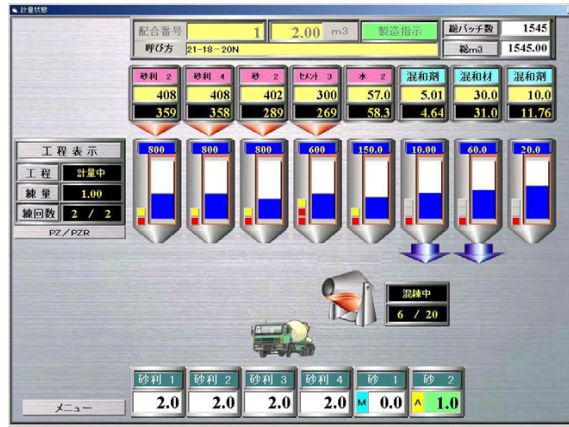 計量状態
配合番号 1 2.00 m3 製造指示 総バッチ数 1545
呼び方 21-18-20N 総m3 1545.00
砂利 2 砂利 4 砂 2 セメント 3 水 2 混和剤 混和材 混和剤
408 408 402 300 57.0 5.01 30.0 10.0
359 358 289 269 58.3 4.64 31.0 11.76
800 800 800 600 150.0 10.00 60.0 20.0
工程表示
工程 計量中
練量 1.00
練回数 2 / 2
PZ/PZR
混練中
6 / 20
砂利 1 砂利 2 砂利 3 砂利 4 砂 1 砂 2
2.0 2.0 2.0 2.0 M 0.0 A 1.0
メニュー